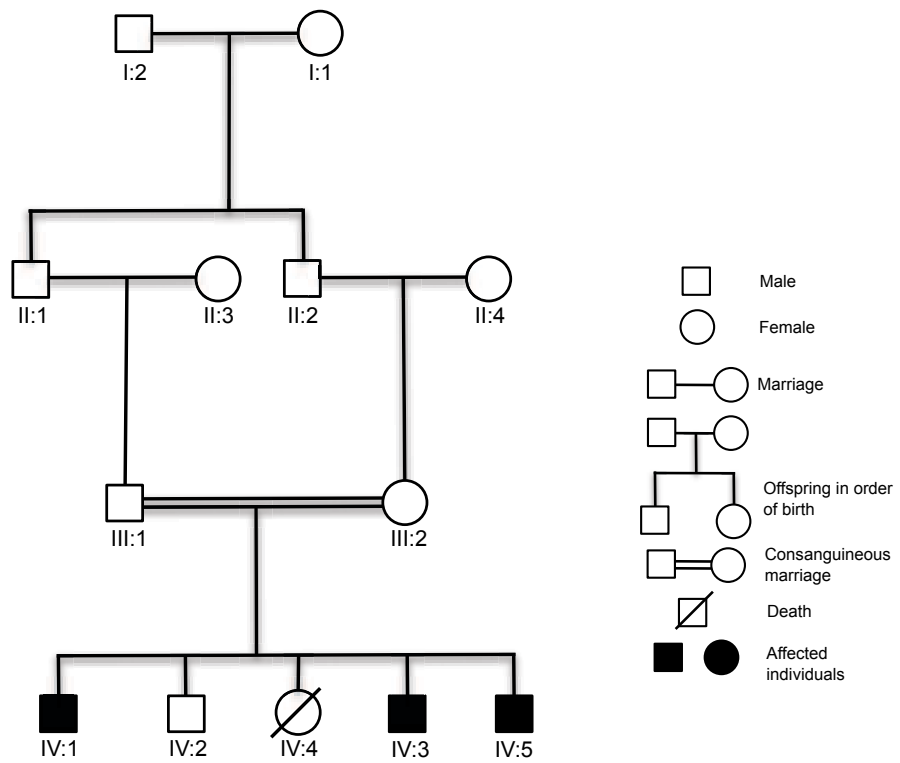 I:2
I:1
II:1
II:3
II:2
II:4
III:1
III:2
IV:1
IV:2
IV:4
IV:3
IV:5
Male
Female
Marriage
Offspring in order
of birth
Consanguineous
marriage
Death
Affected
individuals